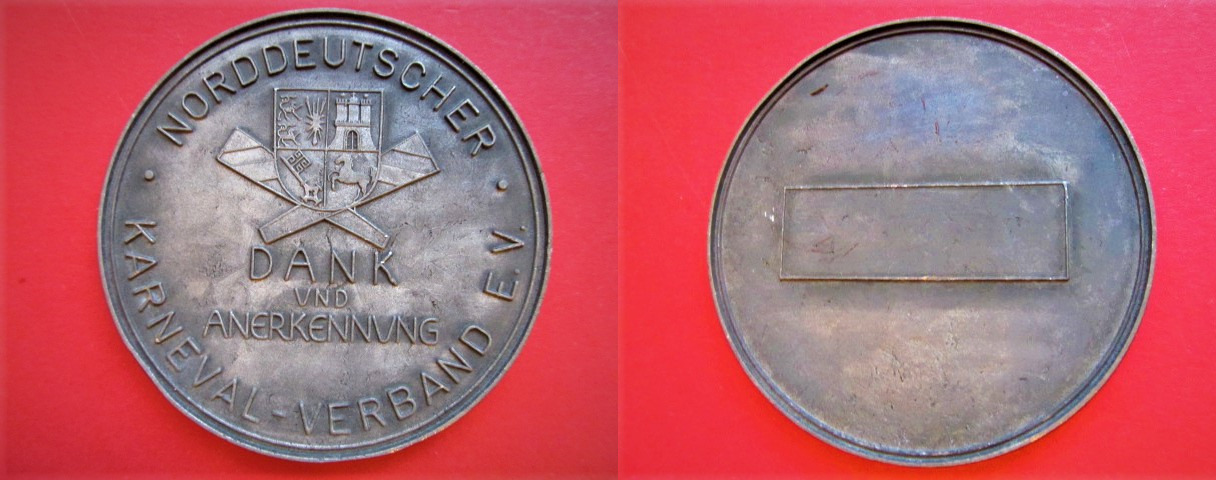 NORDDEUTSCHER
KARNEVAL-VERBAND E.V.
DANK
UND
ANERKENNUNG